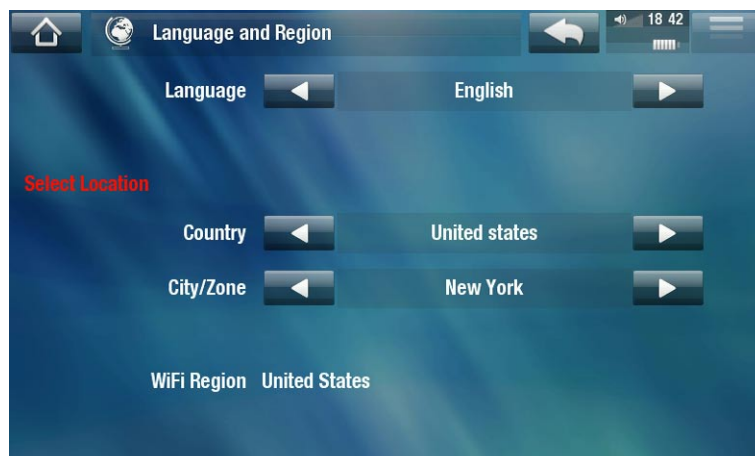 Language and Region
18 42
Language English
Select Location
Country United states
City/Zone New York
WiFi Region United States